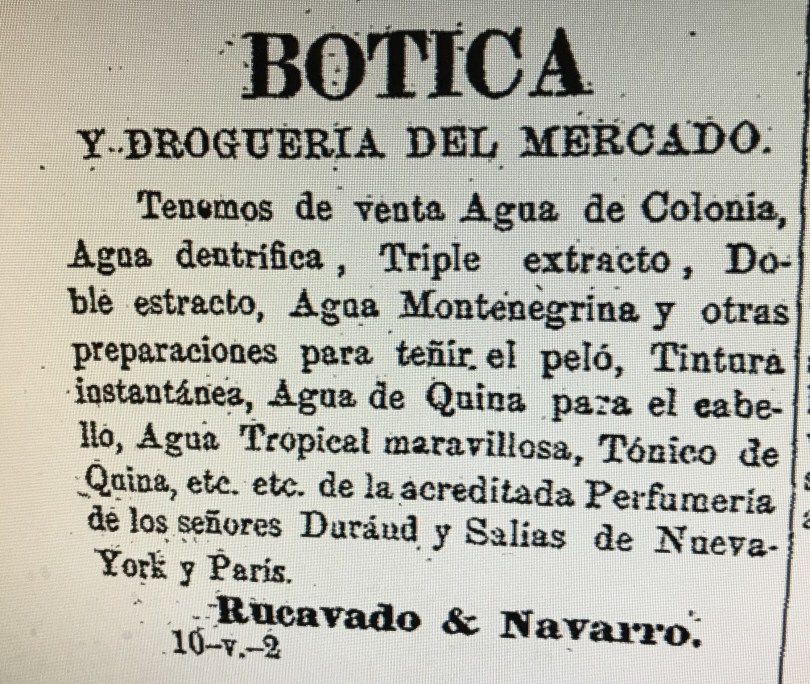 BOTICA
Y DROGUERIA DEL MERCADO.
Tenemos de venta Agua de Colonia,
Agua dentrífica, Triple extracto, Do-
ble estracto, Agua Montenegrina y otras
preparaciones para teñir el pelo, Tintura
instantánea, Agua de Quina para el cabe-
llo, Agua Tropical maravillosa, Tónico de
Quina, etc. etc. de la acreditada Perfumería
de los señores Duránd y Salias de Nueva-
York y París.
Rucavado & Navarro.
10-v.-2